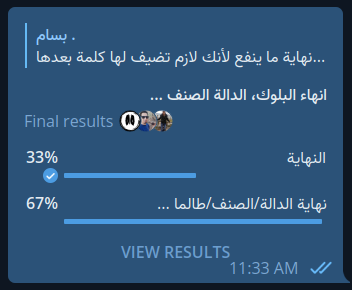 بسام .
نهاية ما ينفع لأنك لازم تضيف لها كلمة بعدها...
انهاء البلوك، الدالة الصنف ...
Final results
33% النهاية
67% نهاية الدالة/الصنف/طالما ...
VIEW RESULTS
11:33 AM